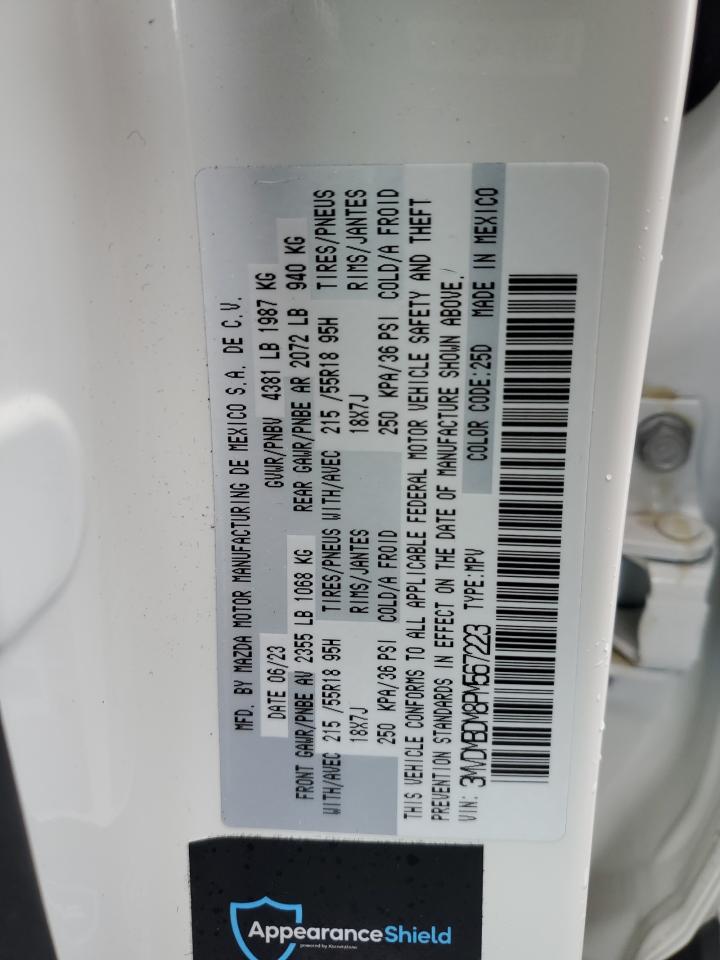 MFD. BY MAZDA MOTOR MANUFACTURING DE MEXICO S.A. DE C.V.
DATE 06/23 GVWR/PNBV 4381 LB 1987 KG
FRONT GAWR/PNBE AV 2355 LB 1068 KG REAR GAWR/PNBE AR 2072 LB 940 KG
WITH/AVEC 215 /55R18 95H TIRES/PNEUS WITH/AVEC 215 /55R18 95H TIRES/PNEUS
18X7J RIMS/JANTES 18X7J RIMS/JANTES
250 KPA/36 PSI COLD/A FROID 250 KPA/36 PSI COLD/A FROID
THIS VEHICLE CONFORMS TO ALL APPLICABLE FEDERAL MOTOR VEHICLE SAFETY AND THEFT
PREVENTION STANDARDS IN EFFECT ON THE DATE OF MANUFACTURE SHOWN ABOVE.
VIN: 3MVDMBDM8PM567223 TYPE:MPV COLOR CODE:25D MADE IN MEXICO
AppearanceShield
powered by